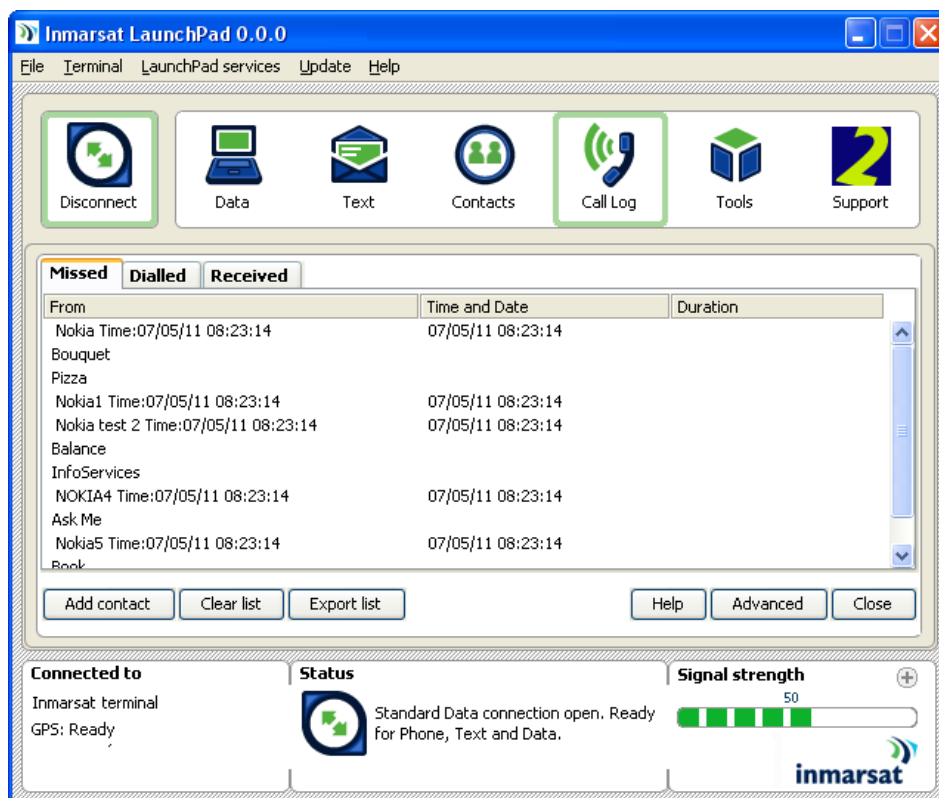 Inmarsat LaunchPad 0.0.0
File Terminal LaunchPad services Update Help
Disconnect Data Text Contacts Call Log Tools Support
Missed Dialled Received
From Time and Date Duration
Nokia Time:07/05/11 08:23:14 07/05/11 08:23:14
Bouquet
Pizza
Nokia1 Time:07/05/11 08:23:14 07/05/11 08:23:14
Nokia test 2 Time:07/05/11 08:23:14 07/05/11 08:23:14
Balance
InfoServices
NOKIA4 Time:07/05/11 08:23:14 07/05/11 08:23:14
Ask Me
Nokia5 Time:07/05/11 08:23:14 07/05/11 08:23:14
Book
Add contact Clear list Export list Help Advanced Close
Connected to Status Signal strength
50
Inmarsat terminal
GPS: Ready
Standard Data connection open. Ready
for Phone, Text and Data.
inmarsat